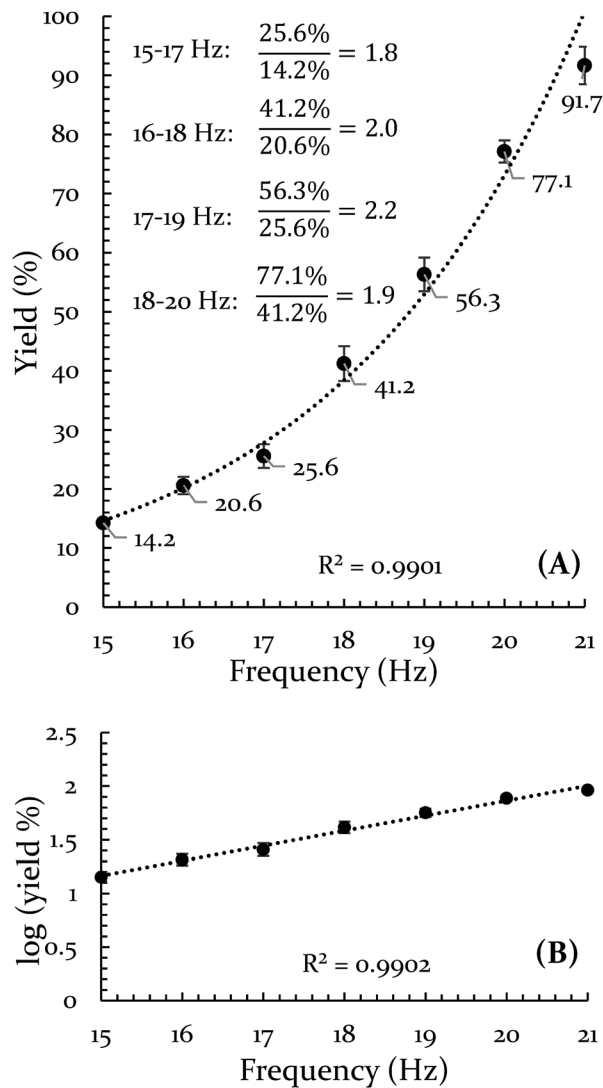 100
90
80
70
60
50
40
30
20
10
0
Yield (%)
15-17 Hz: 25.6%/14.2% = 1.8
16-18 Hz: 41.2%/20.6% = 2.0
17-19 Hz: 56.3%/25.6% = 2.2
18-20 Hz: 77.1%/41.2% = 1.9
91.7
77.1
56.3
41.2
25.6
20.6
14.2
R² = 0.9901
(A)
15 16 17 18 19 20 21
Frequency (Hz)
2.5
2
1.5
1
0.5
0
log (yield %)
R² = 0.9902
(B)
15 16 17 18 19 20 21
Frequency (Hz)